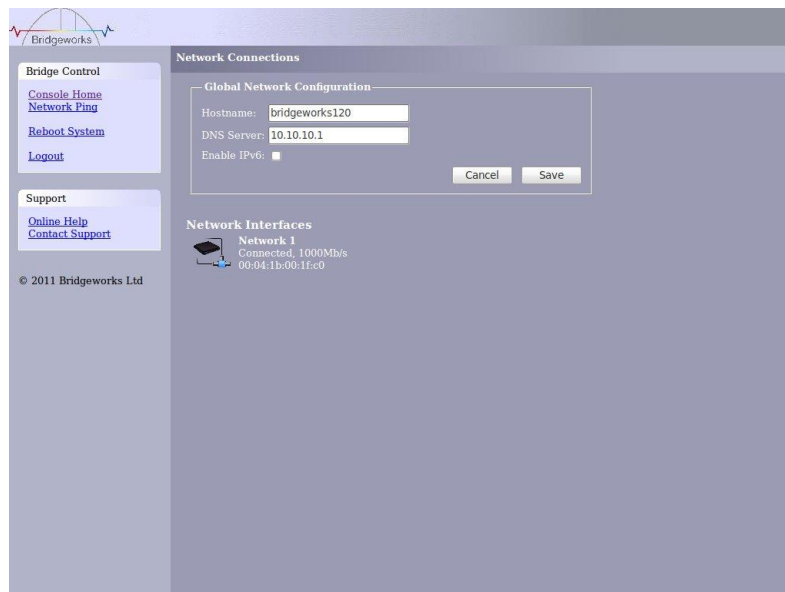 Bridgeworks
Bridge Control
Console Home
Network Ping
Reboot System
Logout
Support
Online Help
Contact Support
© 2011 Bridgeworks Ltd
Network Connections
Global Network Configuration
Hostname: bridgeworks120
DNS Server: 10.10.10.1
Enable IPv6:
Cancel Save
Network Interfaces
Network 1
Connected, 1000Mb/s
00:04:1b:00:1f:c0